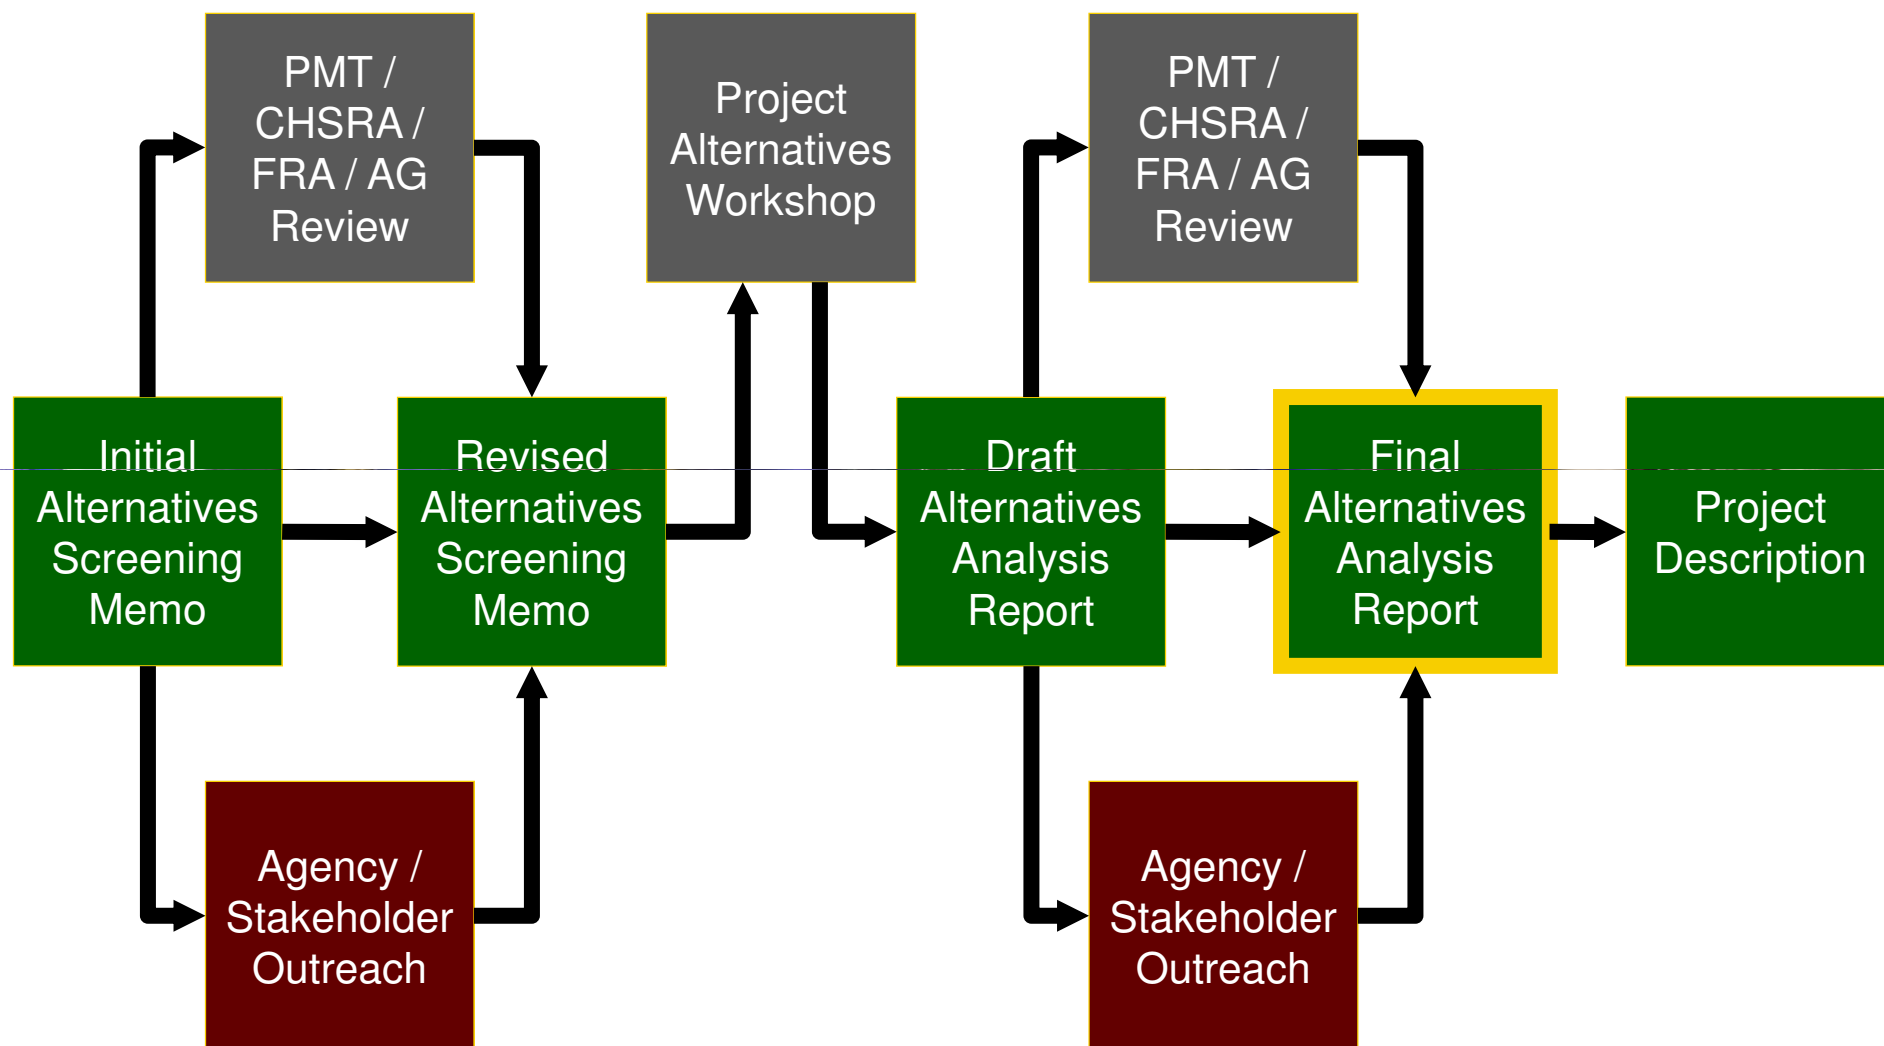 PMT /
CHSRA /
FRA / AG
Review
Project
Alternatives
Workshop
PMT /
CHSRA /
FRA / AG
Review
Initial
Alternatives
Screening
Memo
Revised
Alternatives
Screening
Memo
Draft
Alternatives
Analysis
Report
Final
Alternatives
Analysis
Report
Project
Description
Agency /
Stakeholder
Outreach
Agency /
Stakeholder
Outreach